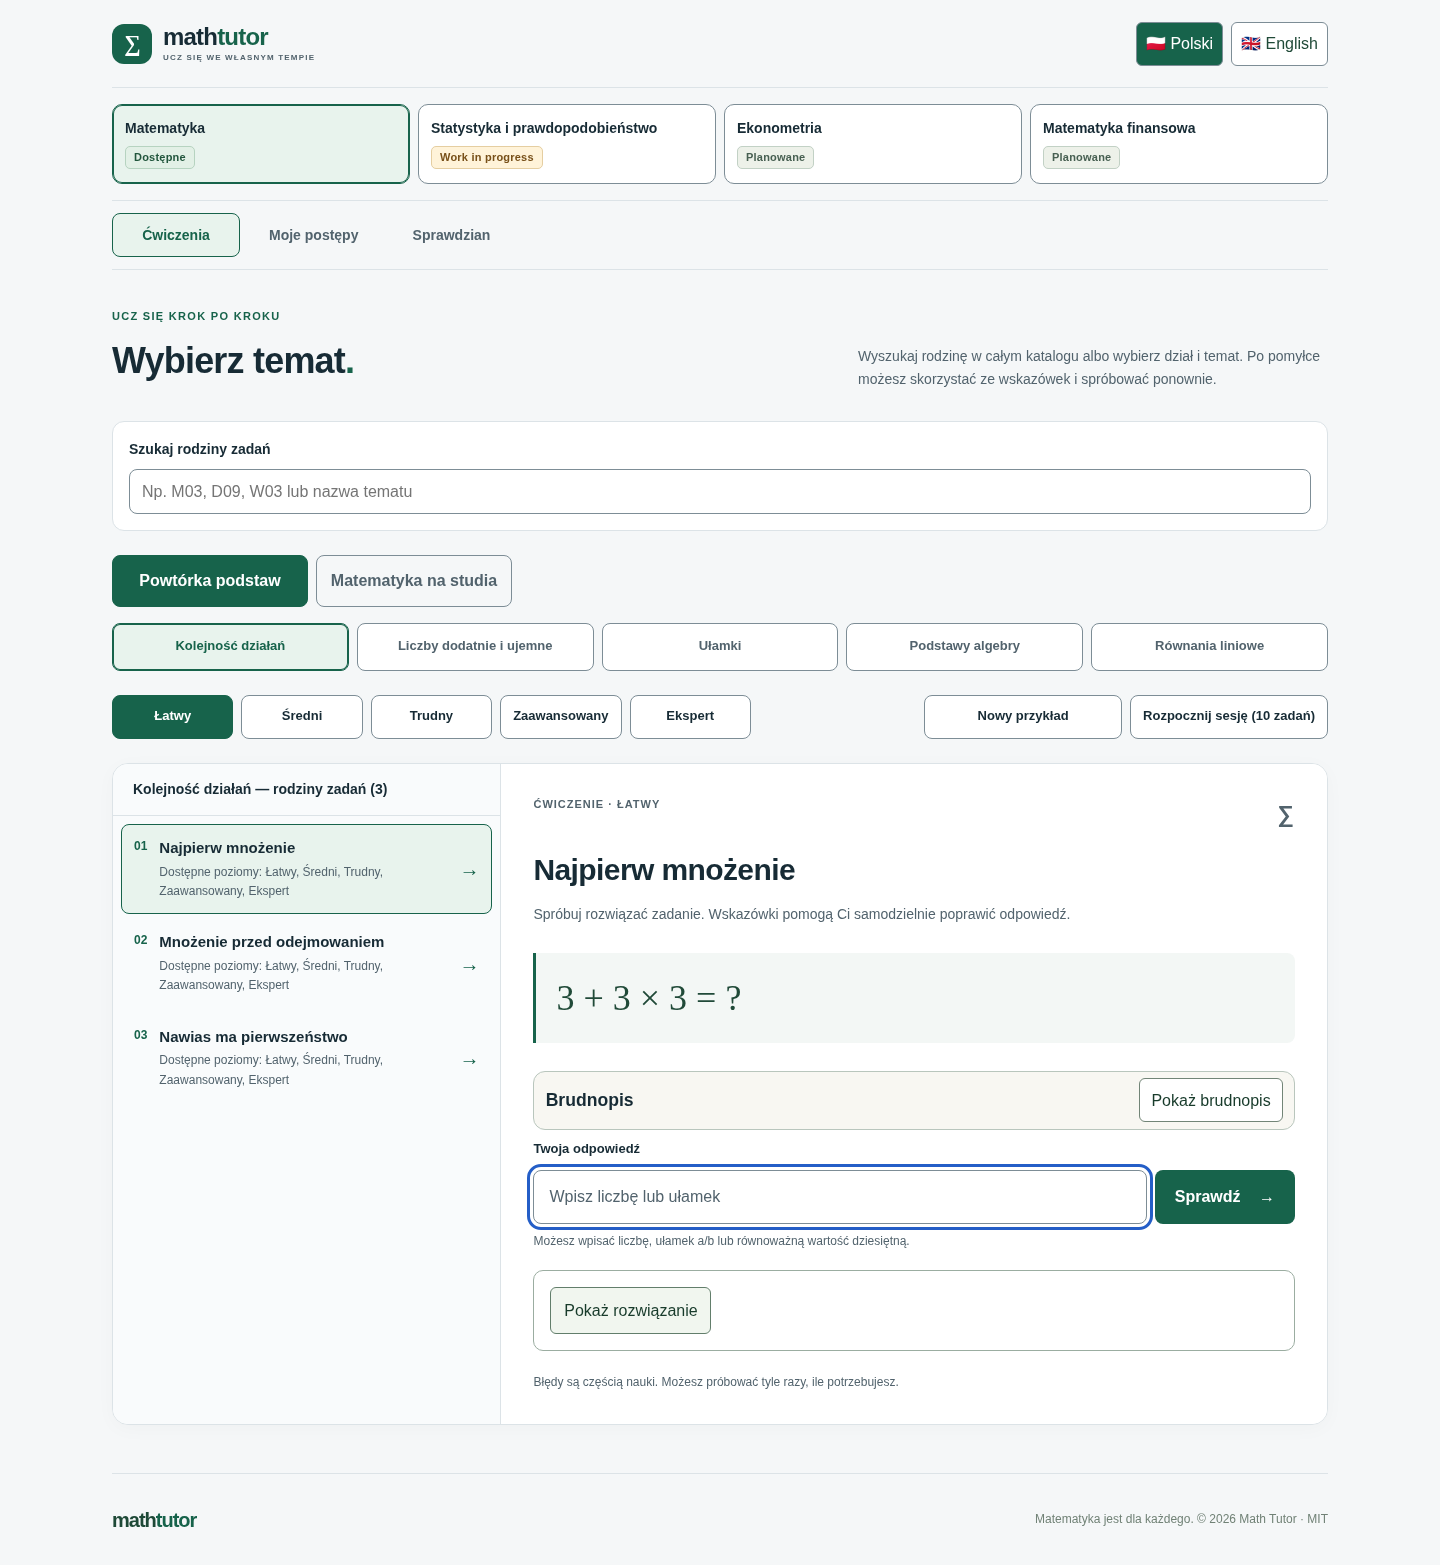 ∑ mathtutor
UCZ SIĘ WE WŁASNYM TEMPIE
🇵🇱 Polski
🇬🇧 English
Matematyka
Dostępne
Statystyka i prawdopodobieństwo
Work in progress
Ekonometria
Planowane
Matematyka finansowa
Planowane
Ćwiczenia
Moje postępy
Sprawdzian
UCZ SIĘ KROK PO KROKU
Wybierz temat.
Wyszukaj rodzinę w całym katalogu albo wybierz dział i temat. Po pomyłce
możesz skorzystać ze wskazówek i spróbować ponownie.
Szukaj rodziny zadań
Np. M03, D09, W03 lub nazwa tematu
Powtórka podstaw
Matematyka na studia
Kolejność działań
Liczby dodatnie i ujemne
Ułamki
Podstawy algebry
Równania liniowe
Łatwy
Średni
Trudny
Zaawansowany
Ekspert
Nowy przykład
Rozpocznij sesję (10 zadań)
Kolejność działań — rodziny zadań (3)
01 Najpierw mnożenie
Dostępne poziomy: Łatwy, Średni, Trudny,
Zaawansowany, Ekspert
→
02 Mnożenie przed odejmowaniem
Dostępne poziomy: Łatwy, Średni, Trudny,
Zaawansowany, Ekspert
→
03 Nawias ma pierwszeństwo
Dostępne poziomy: Łatwy, Średni, Trudny,
Zaawansowany, Ekspert
→
ĆWICZENIE · ŁATWY
∑
Najpierw mnożenie
Spróbuj rozwiązać zadanie. Wskazówki pomogą Ci samodzielnie poprawić odpowiedź.
3 + 3 × 3 = ?
Brudnopis
Pokaż brudnopis
Twoja odpowiedź
Wpisz liczbę lub ułamek
Sprawdź →
Możesz wpisać liczbę, ułamek a/b lub równoważną wartość dziesiętną.
Pokaż rozwiązanie
Błędy są częścią nauki. Możesz próbować tyle razy, ile potrzebujesz.
mathtutor
Matematyka jest dla każdego. © 2026 Math Tutor · MIT